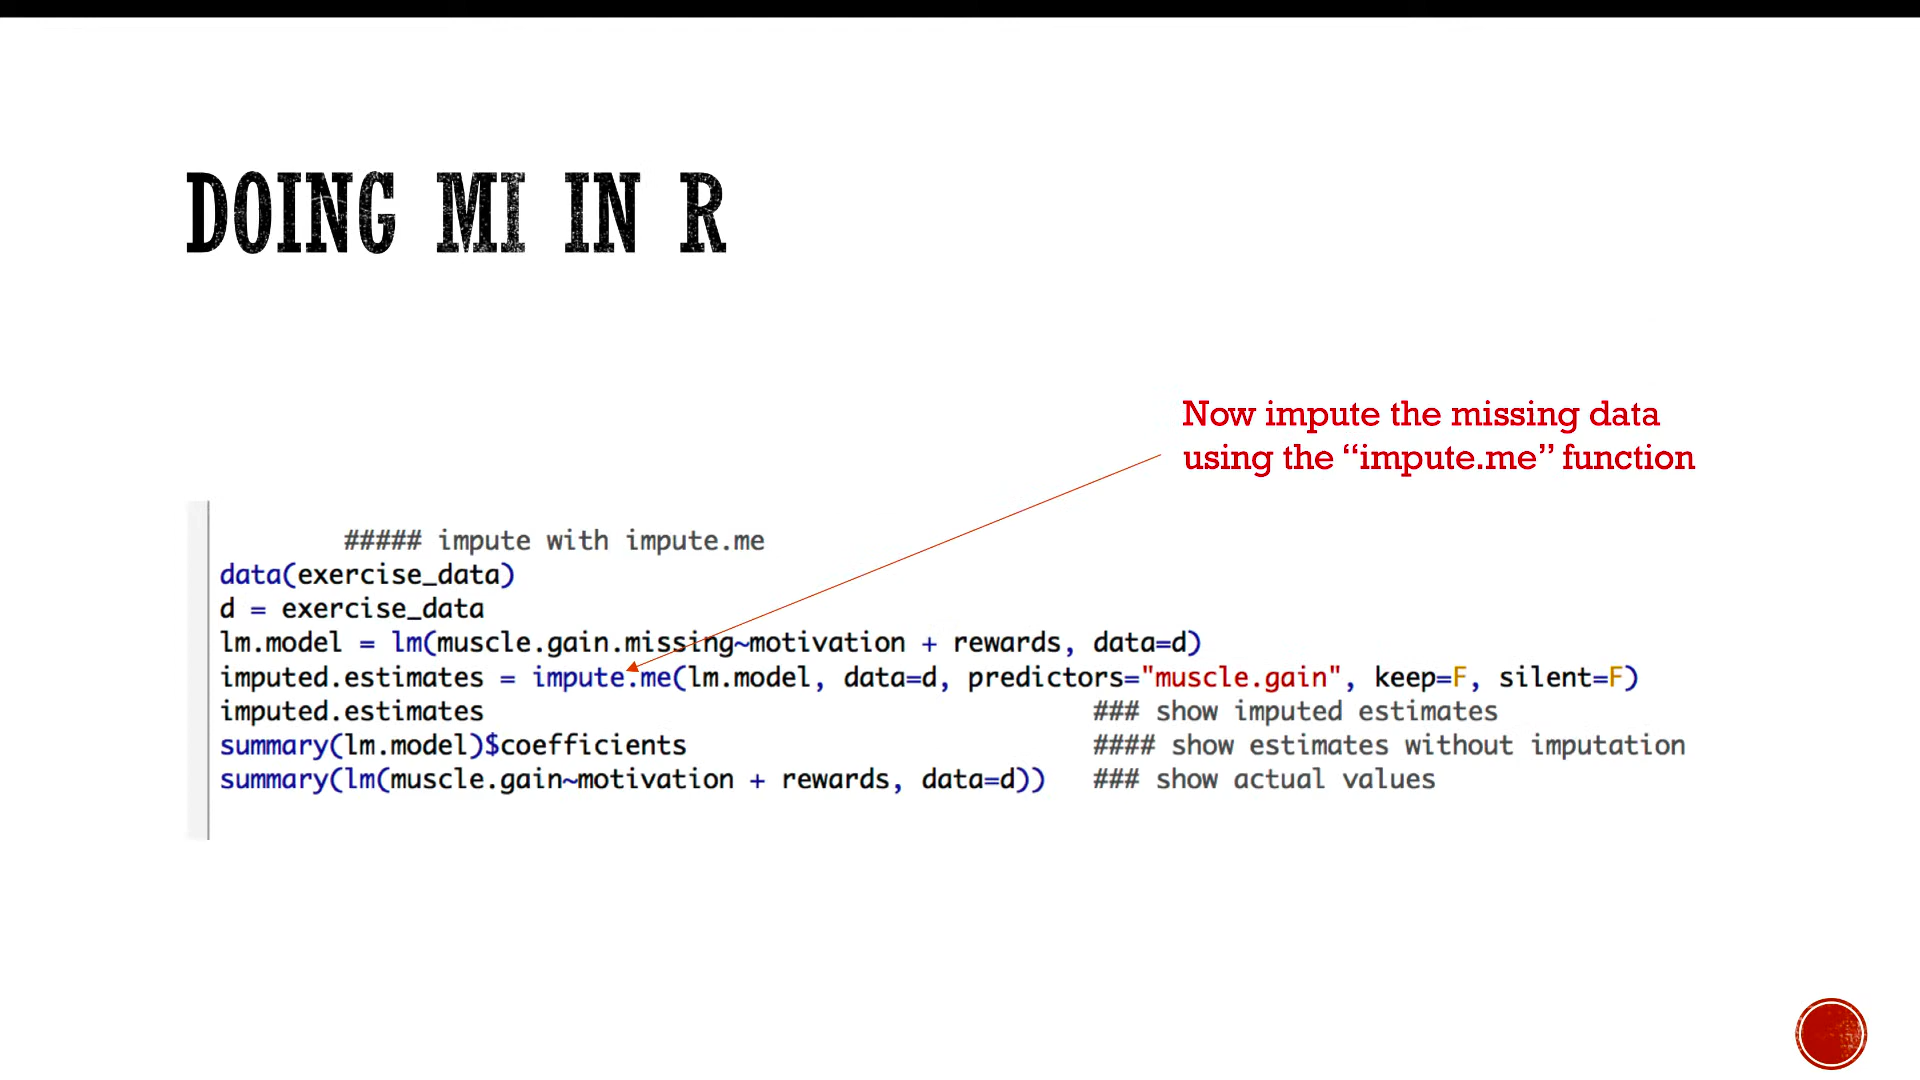 DOING MI IN R
Now impute the missing data
using the “impute.me” function
##### impute with impute.me
data(exercise_data)
d = exercise_data
lm.model = lm(muscle.gain.missing~motivation + rewards, data=d)
imputed.estimates = impute.me(lm.model, data=d, predictors="muscle.gain", keep=F, silent=F)
imputed.estimates ### show imputed estimates
summary(lm.model)$coefficients #### show estimates without imputation
summary(lm(muscle.gain~motivation + rewards, data=d)) ### show actual values